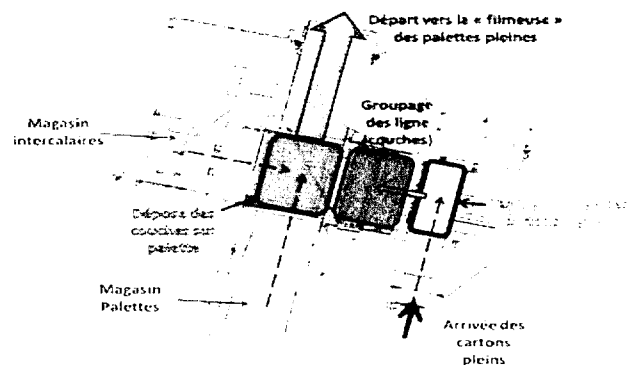 Départ vers la « filmeuse »
des palettes pleines
Groupage
des ligne
(couches)
Magasin
intercalaires
Dépose des
couches sur
palette
Magasin
Palettes
Arrivée des
cartons
pleins